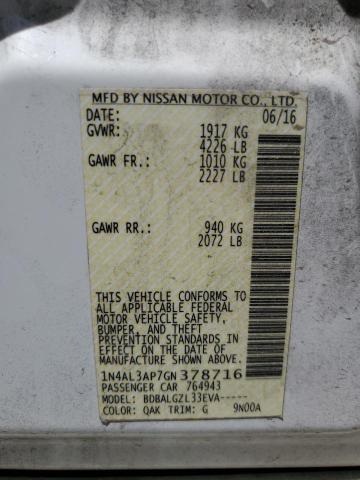 MFD BY NISSAN MOTOR CO., LTD.
DATE: 06/16
GVWR: 1917 KG
4226 LB
GAWR FR.: 1010 KG
2227 LB
GAWR RR.: 940 KG
2072 LB
THIS VEHICLE CONFORMS TO
ALL APPLICABLE FEDERAL
MOTOR VEHICLE SAFETY,
BUMPER, AND THEFT
PREVENTION STANDARDS
IN EFFECT ON THE DATE OF
MANUFACTURE SHOWN ABOVE.
1N4AL3AP7GN378716
PASSENGER CAR 764943
MODEL: BDBALGZL33EVA-----
COLOR: QAK TRIM: G 9N00A